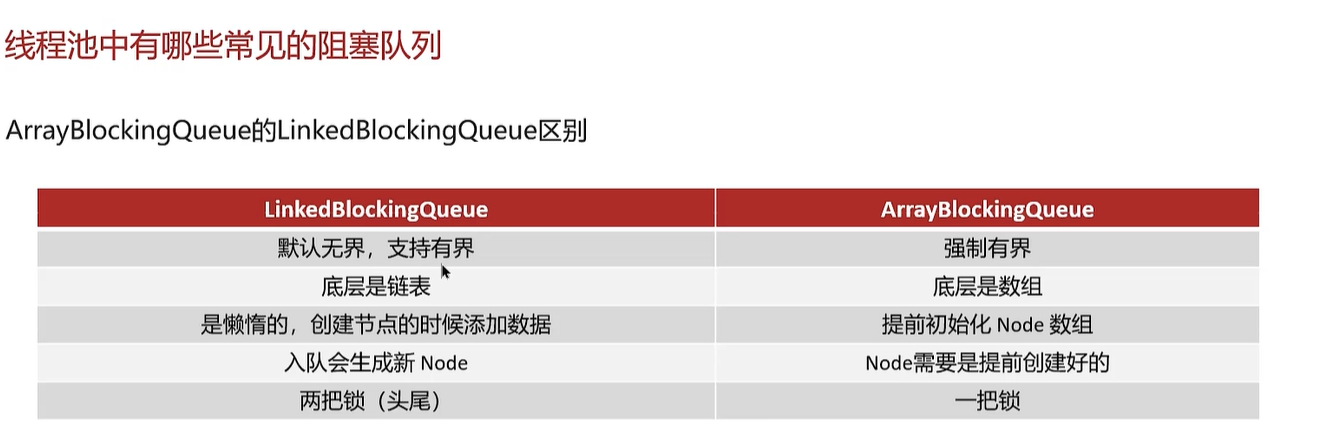 线程池中有哪些常见的阻塞队列
ArrayBlockingQueue的LinkedBlockingQueue区别
LinkedBlockingQueue ArrayBlockingQueue
默认无界，支持有界 强制有界
底层是链表 底层是数组
是懒惰的，创建节点的时候添加数据 提前初始化 Node 数组
入队会生成新 Node Node需要是提前创建好的
两把锁（头尾） 一把锁